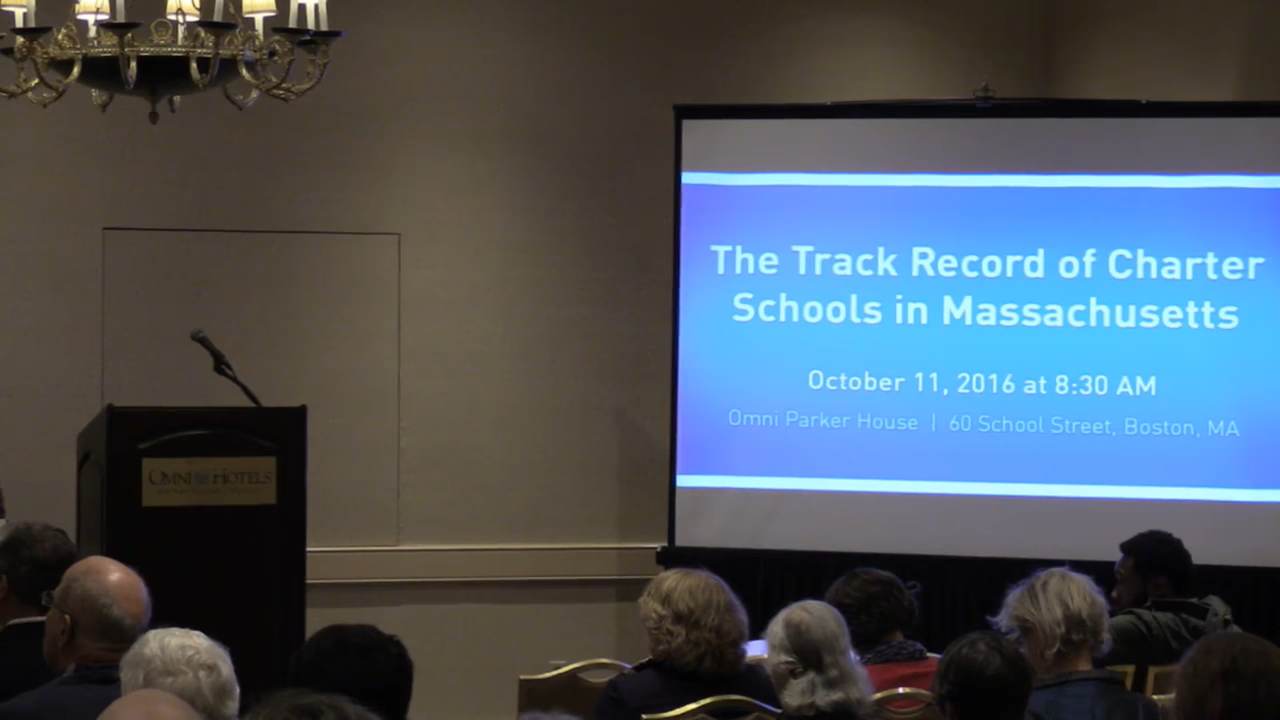 The Track Record of Charter
Schools in Massachusetts
October 11, 2016 at 8:30 AM
Omni Parker House | 60 School Street, Boston, MA
OMNI HOTELS